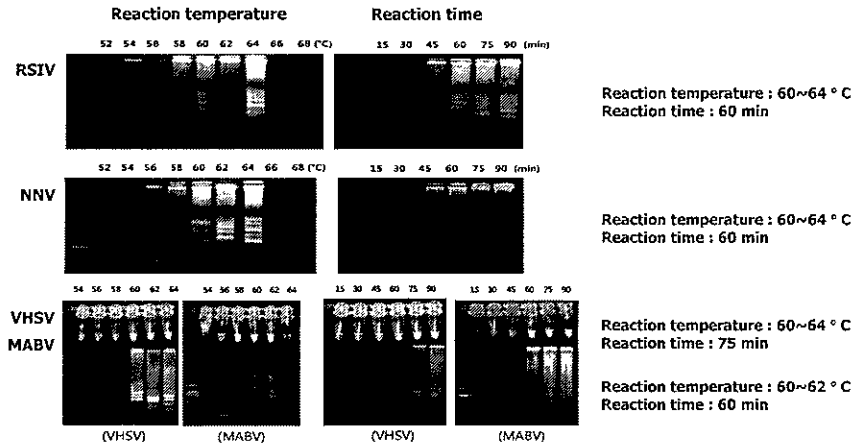 Reaction temperature Reaction time
52 54 56 58 60 62 64 66 68 (°C) 15 30 45 60 75 90 (min)
RSIV
Reaction temperature : 60~64 ° C
Reaction time : 60 min
52 54 56 58 60 62 64 66 68 (°C) 15 30 45 60 75 90 (min)
NNV
Reaction temperature : 60~64 ° C
Reaction time : 60 min
54 56 58 60 62 64 54 56 58 60 62 64 15 30 45 60 75 90 15 30 45 60 75 90
VHSV
MABV
Reaction temperature : 60~64 ° C
Reaction time : 75 min
Reaction temperature : 60~62 ° C
Reaction time : 60 min
(VHSV) (MABV) (VHSV) (MABV)